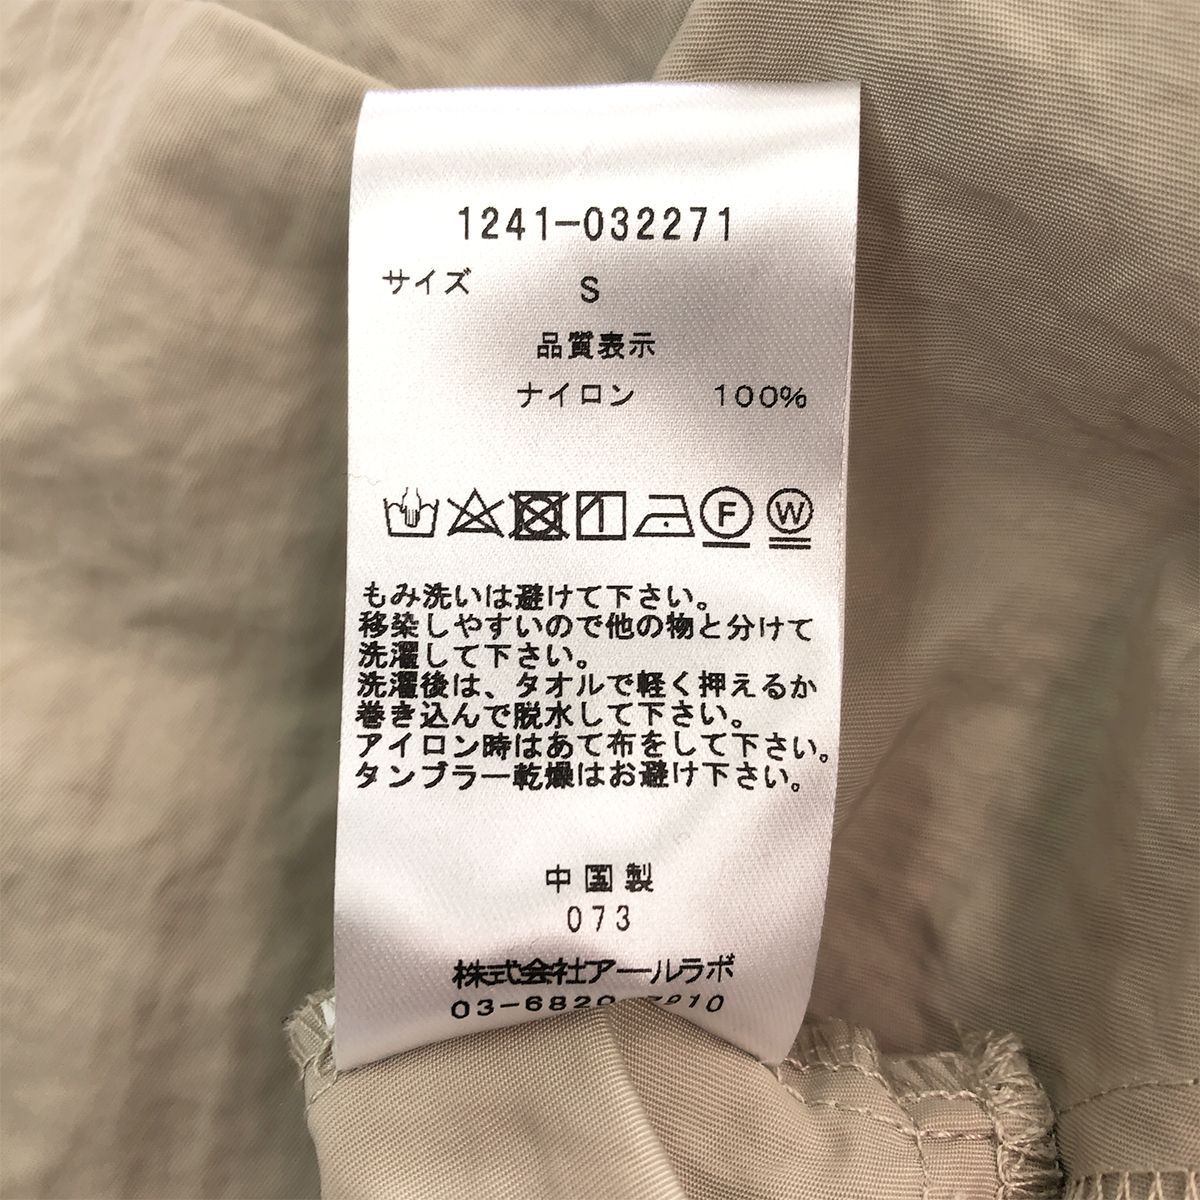 1241-032271
サイズ S
品質表示
ナイロン 100%
F W
もみ洗いは避けて下さい。
移染しやすいので他の物と分けて
洗濯して下さい。
洗濯後は、タオルで軽く押えるか
巻き込んで脱水して下さい。
アイロン時はあて布をして下さい。
タンブラー乾燥はお避け下さい。
中国製
073
株式会社アールラボ
03-6820